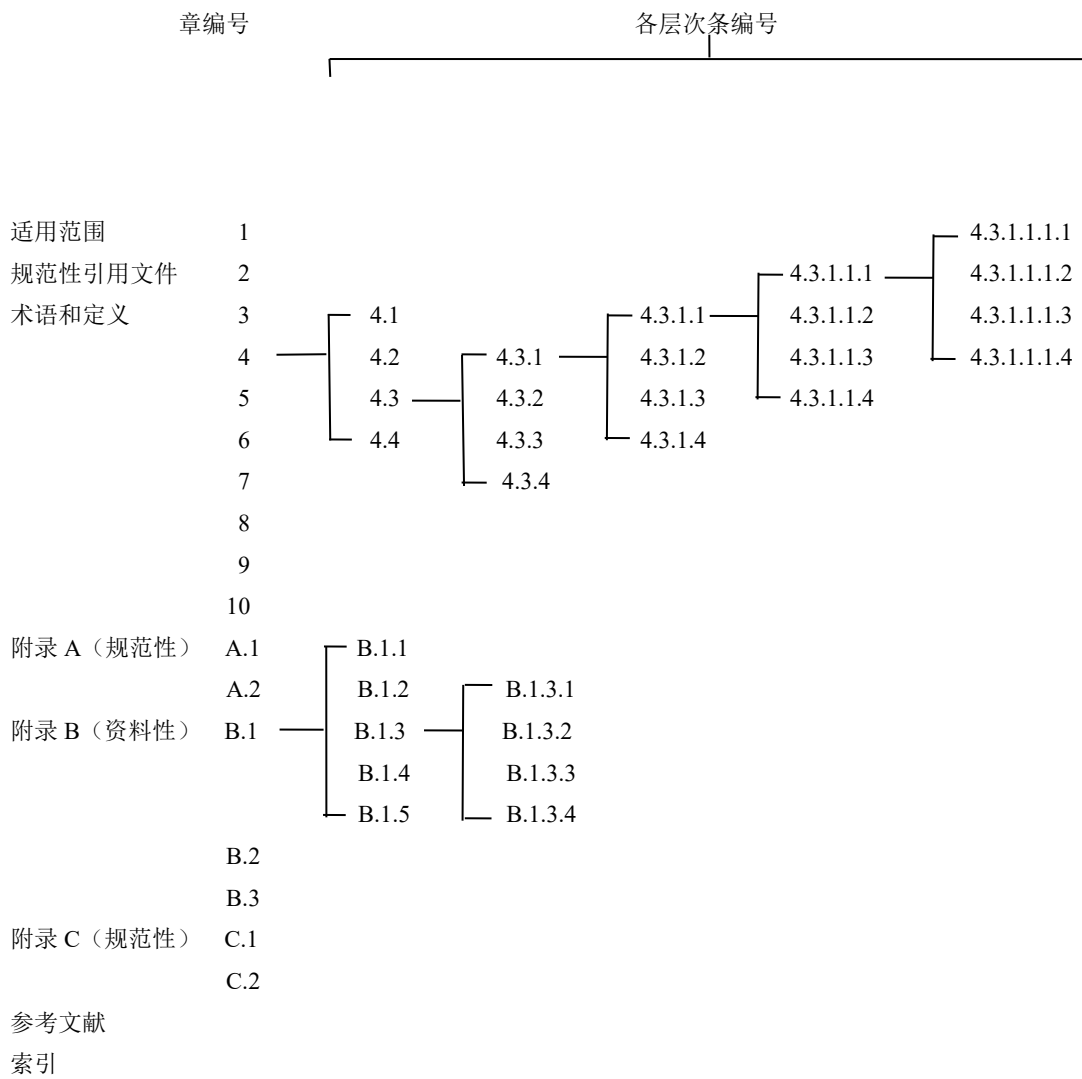 章编号 各层次条编号
适用范围 1 4.3.1.1.1.1
规范性引用文件 2 4.3.1.1.1 4.3.1.1.1.2
术语和定义 3 4.1 4.3.1.1 4.3.1.1.2 4.3.1.1.1.3
4 4.2 4.3.1 4.3.1.2 4.3.1.1.3 4.3.1.1.1.4
5 4.3 4.3.2 4.3.1.3 4.3.1.1.4
6 4.4 4.3.3 4.3.1.4
7 4.3.4
8
9
10
附录 A（规范性） A.1 B.1.1
A.2 B.1.2 B.1.3.1
附录 B（资料性） B.1 B.1.3 B.1.3.2
B.1.4 B.1.3.3
B.1.5 B.1.3.4
B.2
B.3
附录 C（规范性） C.1
C.2
参考文献
索引